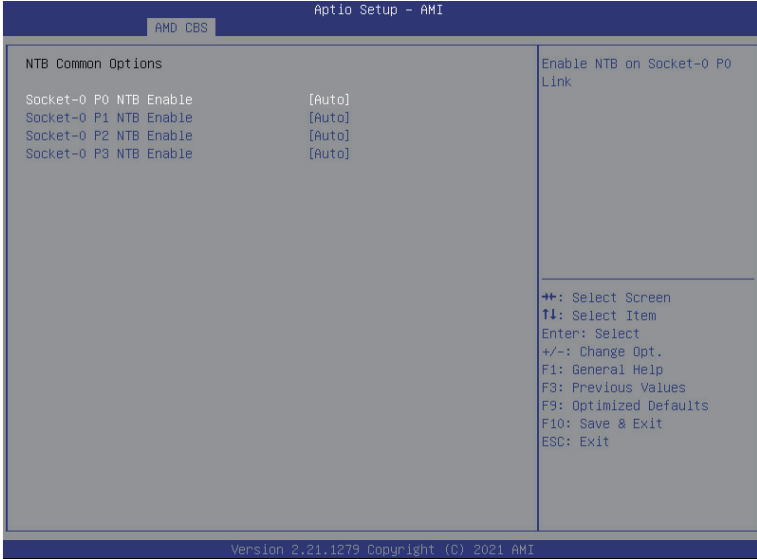 Aptio Setup – AMI
AMD CBS
NTB Common Options
Socket-0 P0 NTB Enable [Auto]
Socket-0 P1 NTB Enable [Auto]
Socket-0 P2 NTB Enable [Auto]
Socket-0 P3 NTB Enable [Auto]
Enable NTB on Socket-0 P0
Link
→←: Select Screen
↑↓: Select Item
Enter: Select
+/-: Change Opt.
F1: General Help
F3: Previous Values
F9: Optimized Defaults
F10: Save & Exit
ESC: Exit
Version 2.21.1279 Copyright (C) 2021 AMI